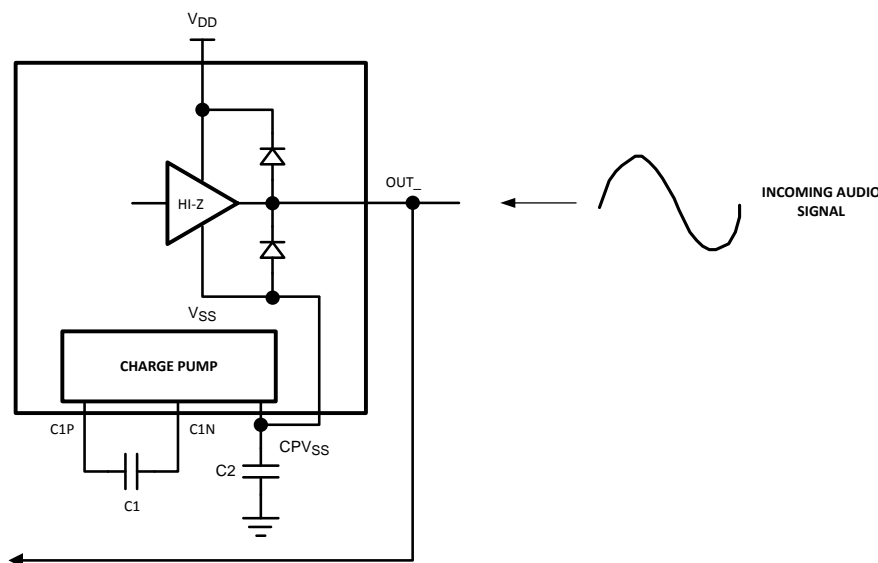 VDD
OUT_
HI-Z
INCOMING AUDIO
SIGNAL
VSS
CHARGE PUMP
C1P
C1N
CPVSS
C2
C1